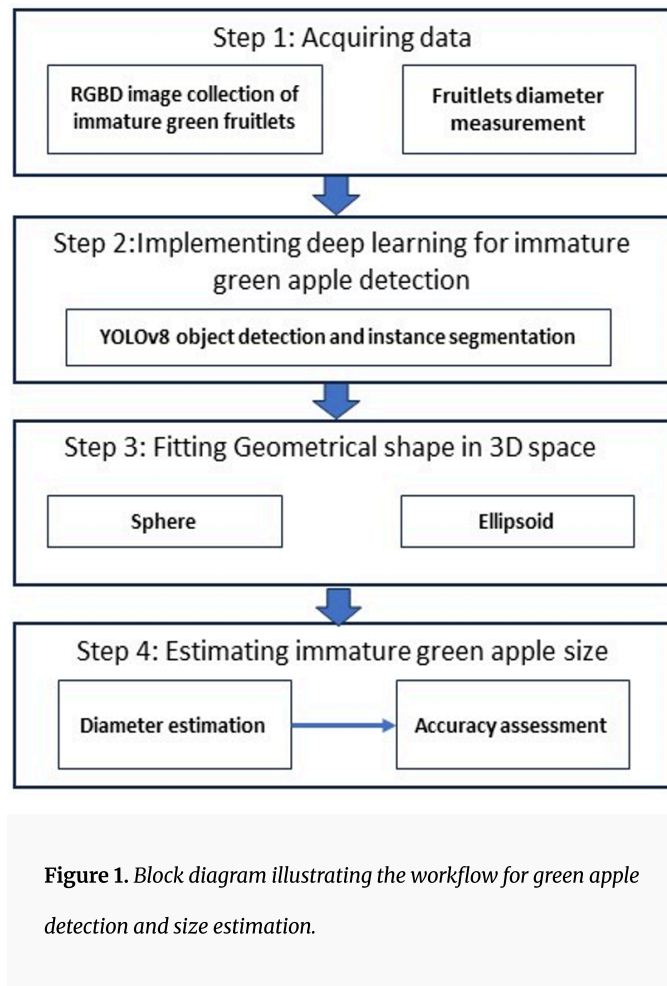 Step 1: Acquiring data
RGBD image collection of
immature green fruitlets
Fruitlets diameter
measurement
Step 2:Implementing deep learning for immature
green apple detection
YOLOv8 object detection and instance segmentation
Step 3: Fitting Geometrical shape in 3D space
Sphere
Ellipsoid
Step 4: Estimating immature green apple size
Diameter estimation
Accuracy assessment
Figure 1. Block diagram illustrating the workflow for green apple
detection and size estimation.